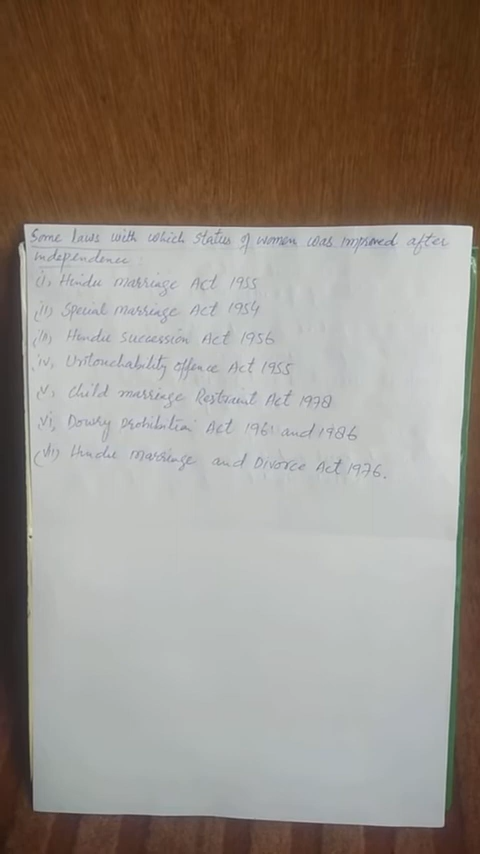 Some laws with which status of women was improved after
independence :
(i) Hindu marriage Act 1955
(ii) Special marriage Act 1954
(iii) Hindu Succession Act 1956
(iv) Untouchability offence Act 1955
(v) Child marriage Restraint Act 1978
(vi) Dowry Prohibition Act 1961 and 1986
(vii) Hindu Marriage and Divorce Act 1976.